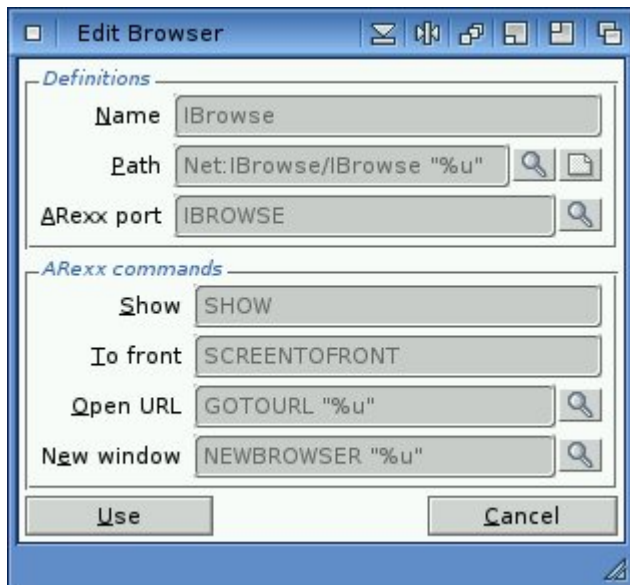 Edit Browser
Definitions
Name IBrowse
Path Net:IBrowse/IBrowse "%u"
ARexx port IBROWSE
ARexx commands
Show SHOW
To front SCREENTOFRONT
Open URL GOTOURL "%u"
New window NEWBROWSER "%u"
Use Cancel